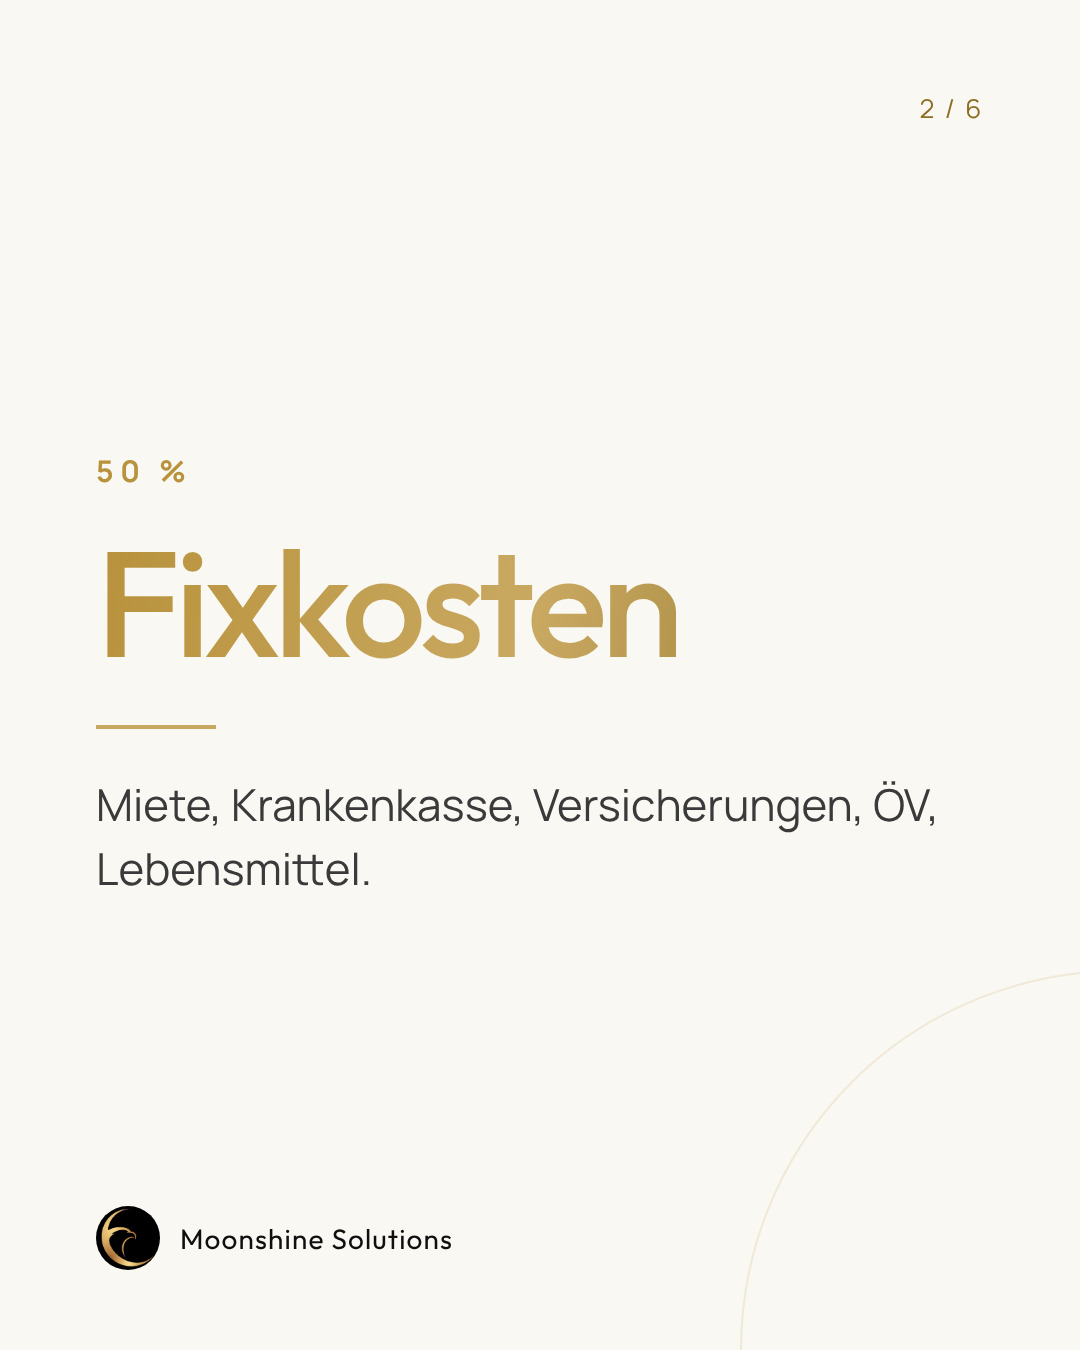 2 / 6
50 %
Fixkosten
Miete, Krankenkasse, Versicherungen, ÖV,
Lebensmittel.
Moonshine Solutions